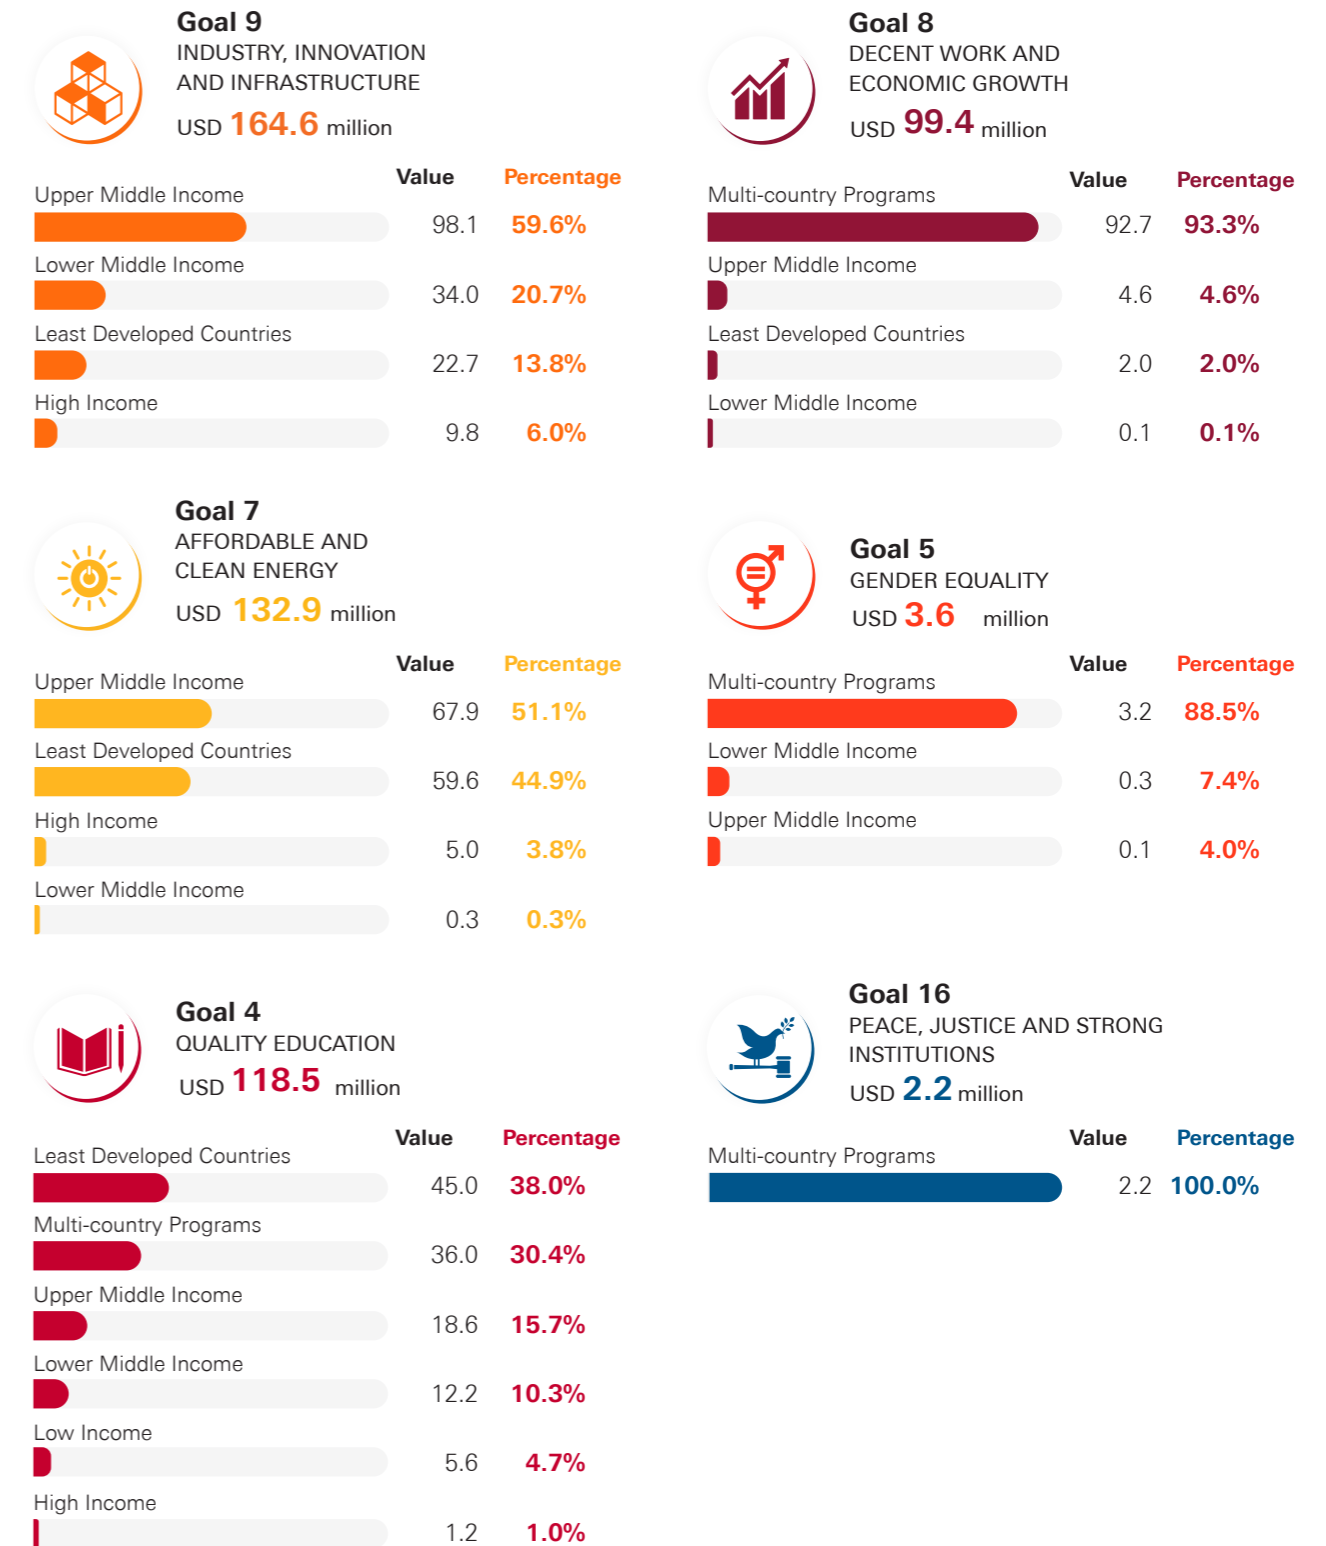 Goal 9
INDUSTRY, INNOVATION
AND INFRASTRUCTURE
USD 164.6 million
Value Percentage
Upper Middle Income
98.1 59.6%
Lower Middle Income
34.0 20.7%
Least Developed Countries
22.7 13.8%
High Income
9.8 6.0%
Goal 8
DECENT WORK AND
ECONOMIC GROWTH
USD 99.4 million
Value Percentage
Multi-country Programs
92.7 93.3%
Upper Middle Income
4.6 4.6%
Least Developed Countries
2.0 2.0%
Lower Middle Income
0.1 0.1%
Goal 7
AFFORDABLE AND
CLEAN ENERGY
USD 132.9 million
Value Percentage
Upper Middle Income
67.9 51.1%
Least Developed Countries
59.6 44.9%
High Income
5.0 3.8%
Lower Middle Income
0.3 0.3%
Goal 5
GENDER EQUALITY
USD 3.6 million
Value Percentage
Multi-country Programs
3.2 88.5%
Lower Middle Income
0.3 7.4%
Upper Middle Income
0.1 4.0%
Goal 4
QUALITY EDUCATION
USD 118.5 million
Value Percentage
Least Developed Countries
45.0 38.0%
Multi-country Programs
36.0 30.4%
Upper Middle Income
18.6 15.7%
Lower Middle Income
12.2 10.3%
Low Income
5.6 4.7%
High Income
1.2 1.0%
Goal 16
PEACE, JUSTICE AND STRONG
INSTITUTIONS
USD 2.2 million
Value Percentage
Multi-country Programs
2.2 100.0%